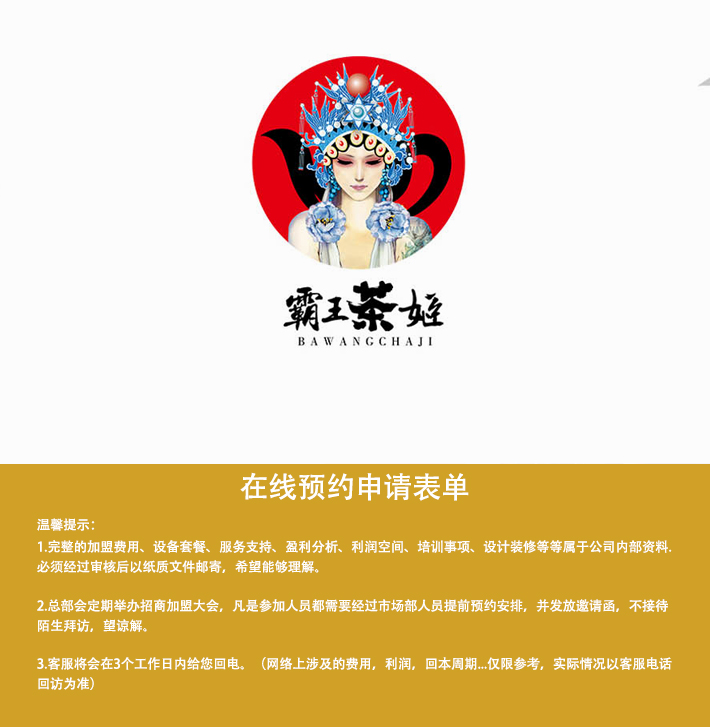 霸王茶姬
BAWANGCHAJI
在线预约申请表单
温馨提示：
1.完整的加盟费用、设备套餐、服务支持、盈利分析、利润空间、培训事项、设计装修等等属于公司内部资料.
必须经过审核后以纸质文件邮寄，希望能够理解。
2.总部会定期举办招商加盟大会，凡是参加人员都需要经过市场部人员提前预约安排，并发放邀请函，不接待
陌生拜访，望谅解。
3.客服将会在3个工作日内给您回电。（网络上涉及的费用，利润，回本周期...仅限参考，实际情况以客服电话
回访为准）